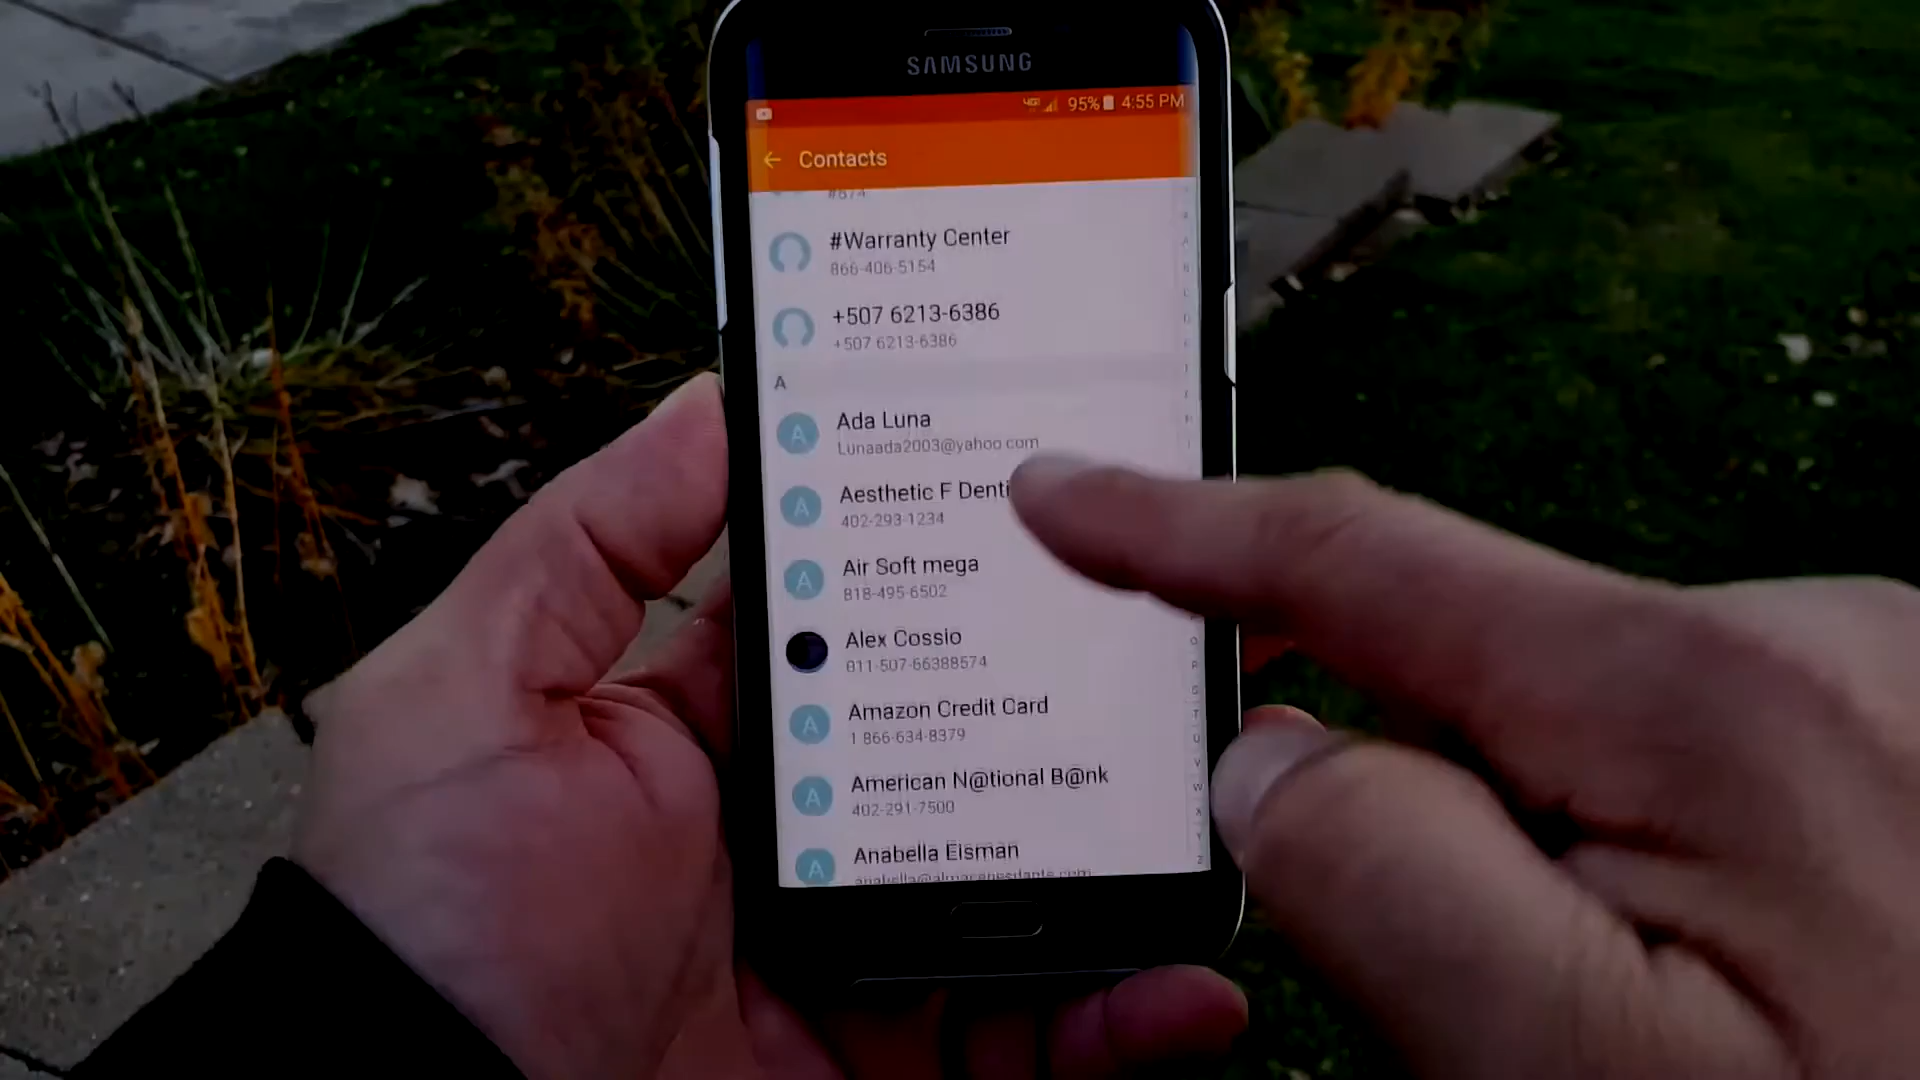 SAMSUNG
95% 4:55 PM
Contacts
#Warranty Center
866-406-5154
+507 6213-6386
+507 6213-6386
A
Ada Luna
Lunaada2003@yahoo.com
A
Aesthetic F Denti
402-293-1234
A
Air Soft mega
818-495-6502
A
Alex Cossio
011-507-66388574
Amazon Credit Card
1 866-634-8379
A
American N@tional B@nk
402-291-7500
A
Anabella Eisman
A
O
P
S
T
U
V
W
X
Y
Z